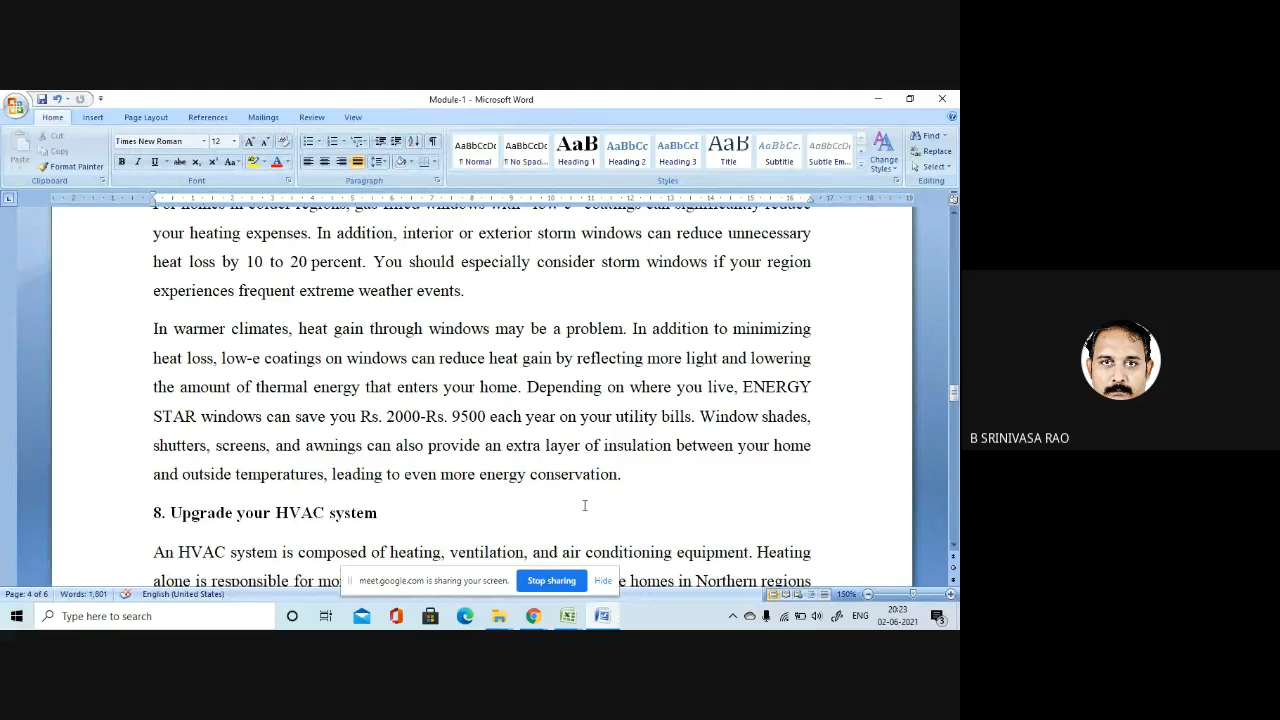 Module-1 - Microsoft Word
Home Insert Page Layout References Mailings Review View
Cut
Copy
Paste
Format Painter
Clipboard
Times New Roman 12
Font
Paragraph
AaBbCcDc AaBbCcDc AaB AaBbCc AaBbCcI AaB AaBbCc. AaBbCcDc
¶ Normal ¶ No Spaci... Heading 1 Heading 2 Heading 3 Title Subtitle Subtle Em...
Styles
Change Styles
Find
Replace
Select
Editing
your heating expenses. In addition, interior or exterior storm windows can reduce unnecessary
heat loss by 10 to 20 percent. You should especially consider storm windows if your region
experiences frequent extreme weather events.
In warmer climates, heat gain through windows may be a problem. In addition to minimizing
heat loss, low-e coatings on windows can reduce heat gain by reflecting more light and lowering
the amount of thermal energy that enters your home. Depending on where you live, ENERGY
STAR windows can save you Rs. 2000-Rs. 9500 each year on your utility bills. Window shades,
shutters, screens, and awnings can also provide an extra layer of insulation between your home
and outside temperatures, leading to even more energy conservation.
8. Upgrade your HVAC system
An HVAC system is composed of heating, ventilation, and air conditioning equipment. Heating
alone is responsible for homes in Northern regions
meet.google.com is sharing your screen. Stop sharing Hide
Page: 4 of 6 Words: 1,801 English (United States) 150%
Type here to search
ENG
20:23
02-06-2021
B SRINIVASA RAO